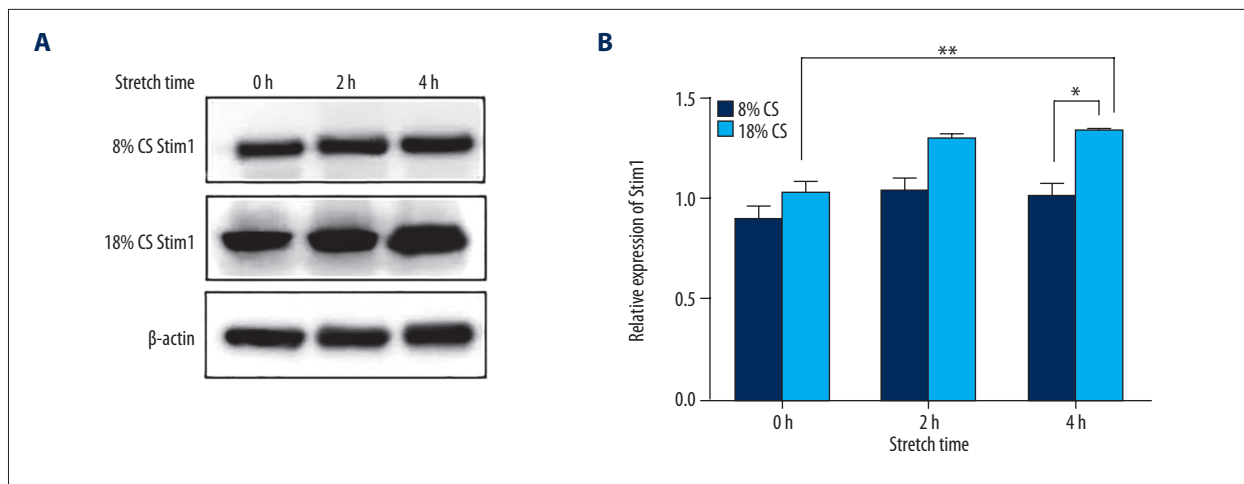 A
Stretch time 0 h 2 h 4 h
8% CS Stim1
18% CS Stim1
β-actin
B
**
*
8% CS
18% CS
Relative expression of Stim1
1.5
1.0
0.5
0.0
0 h 2 h 4 h
Stretch time